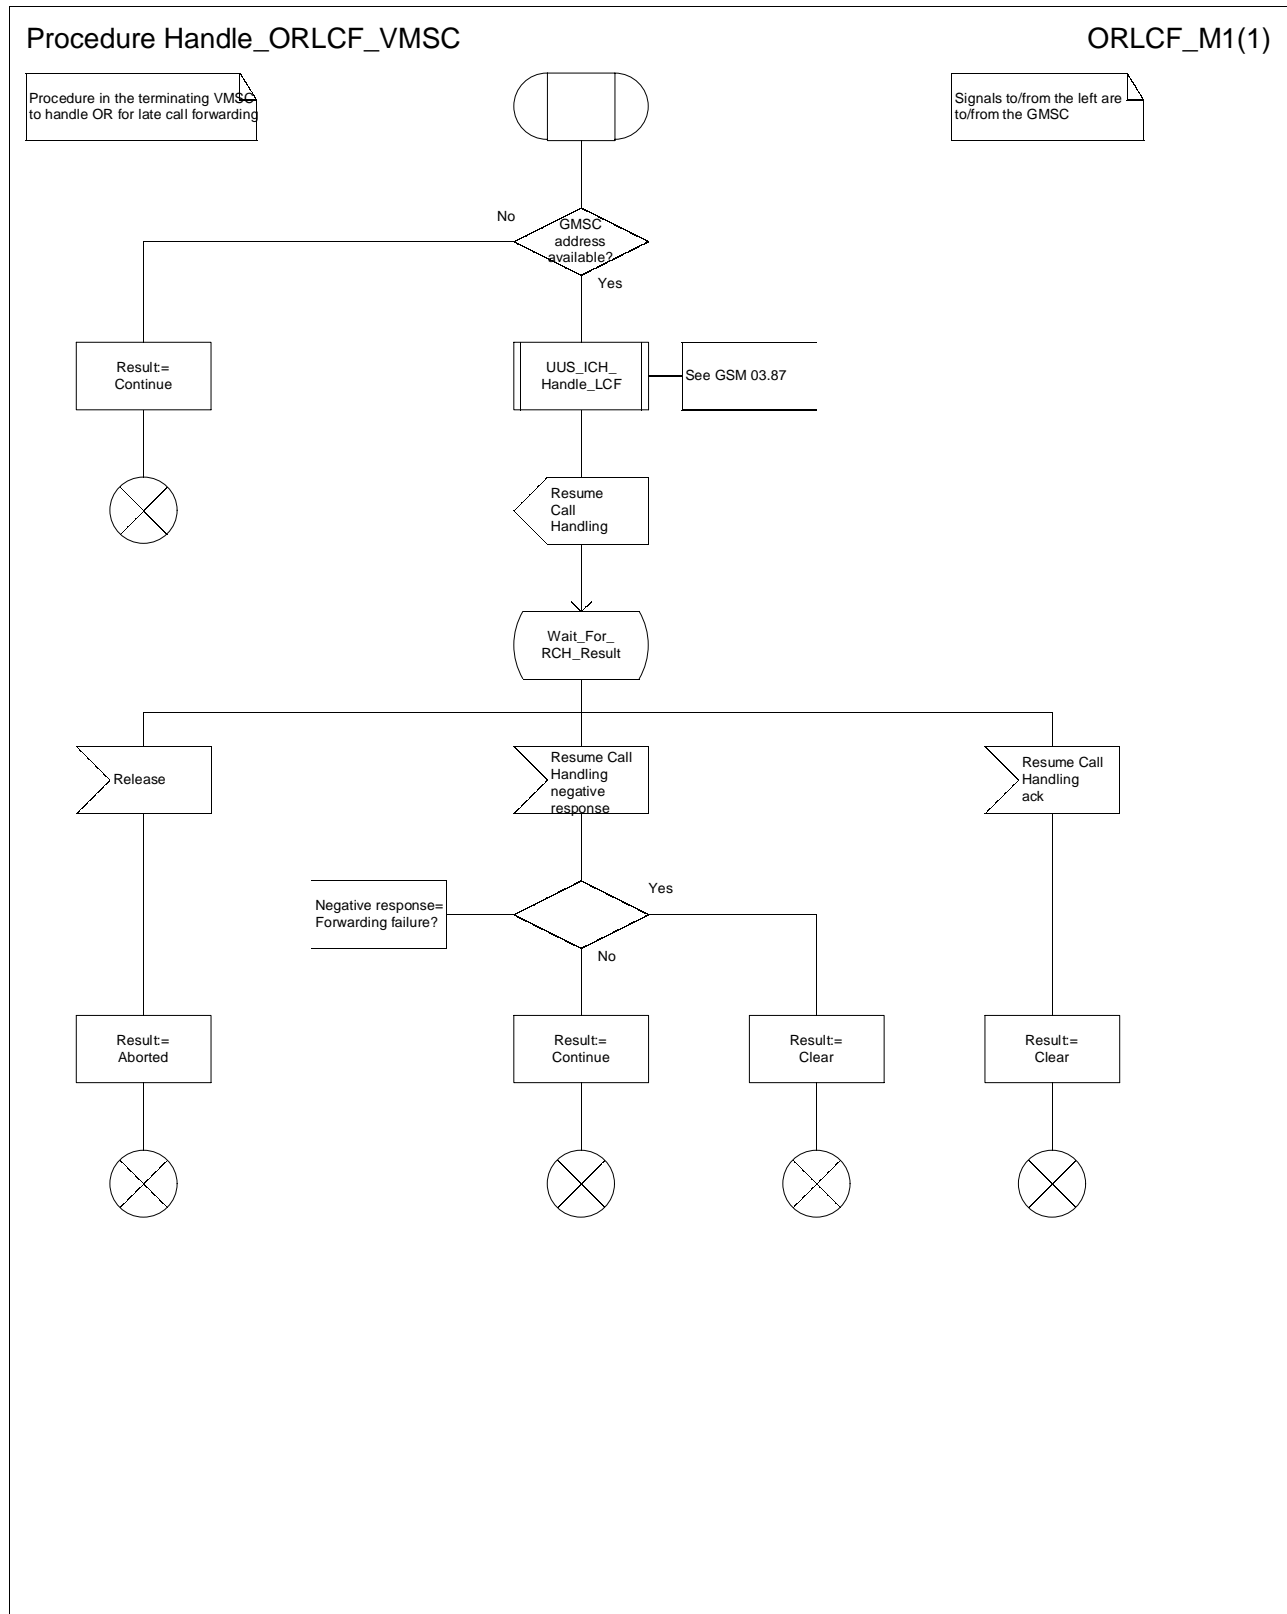 Procedure Handle_ORLCF_VMSC
ORLCF_M1(1)
Procedure in the terminating VMSC
to handle OR for late call forwarding
Signals to/from the left are
to/from the GMSC
No
GMSC
address
available?
Yes
Result:=
Continue
UUS_ICH_
Handle_LCF
See GSM 03.87
Resume
Call
Handling
Wait_For_
RCH_Result
Release
Resume Call
Handling
negative
response
Resume Call
Handling
ack
Negative response=
Forwarding failure?
Yes
No
Result:=
Aborted
Result:=
Continue
Result:=
Clear
Result:=
Clear